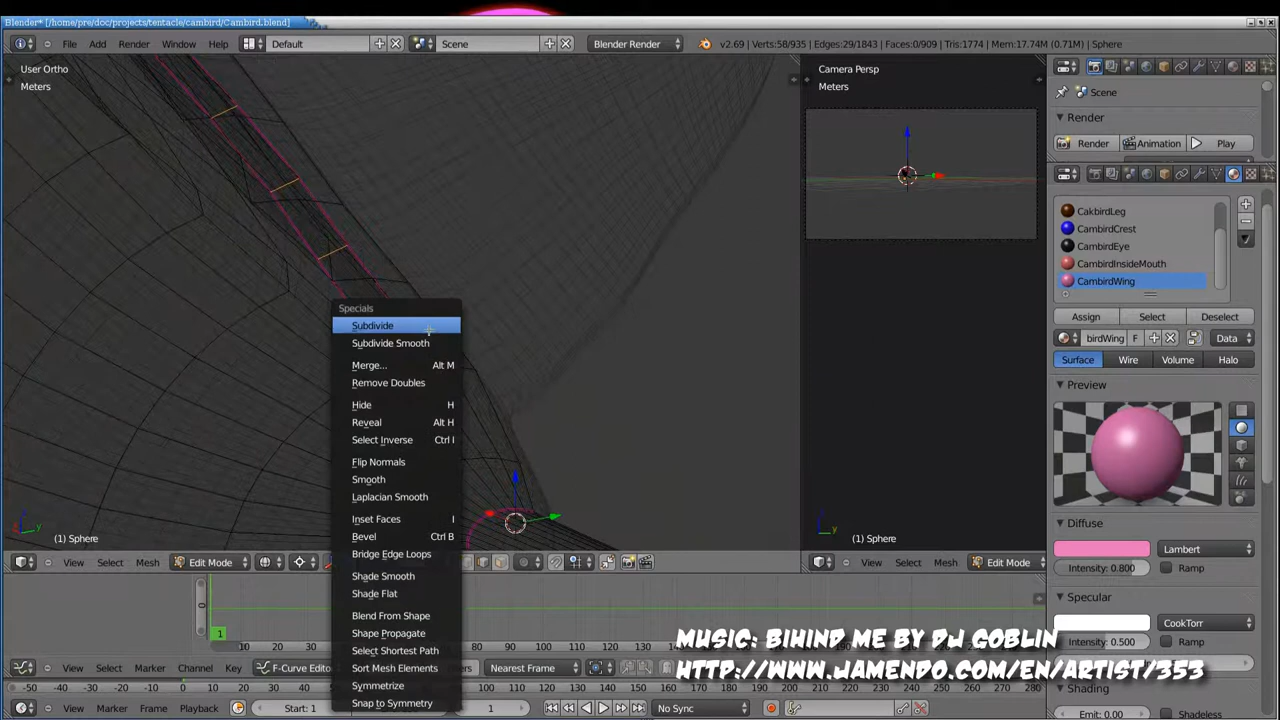 Blender* [/home/pre/doc/projects/tentacle/cambird/Cambird.blend]
File Add Render Window Help Default Scene Blender Render v2.69 | Verts:58/935 | Edges:29/1843 | Faces:0/909 | Tris:1774 | Mem:17.74M (0.71M) | Sphere
User Ortho
Meters
Camera Persp
Meters
Scene
Render
Render Animation Play
CakbirdLeg
CambirdCrest
CambirdEye
CambirdInsideMouth
CambirdWing
Assign Select Deselect
birdWing F Data
Surface Wire Volume Halo
Preview
Diffuse
Lambert
Intensity: 0.800 Ramp
Specular
CookTorr
Intensity: 0.500 Ramp
Shading
Emit: 0.00 Shadeless
Specials
Subdivide
Subdivide Smooth
Merge... Alt M
Remove Doubles
Hide H
Reveal Alt H
Select Inverse Ctrl I
Flip Normals
Smooth
Laplacian Smooth
Inset Faces I
Bevel Ctrl B
Bridge Edge Loops
Shade Smooth
Shade Flat
Blend From Shape
Shape Propagate
Select Shortest Path
Sort Mesh Elements
Symmetrize
Snap to Symmetry
(1) Sphere
(1) Sphere
View Select Mesh Edit Mode
View Select Mesh Edit Mode
1
View Select Marker Channel Key F-Curve Editor Nearest Frame
View Marker Frame Playback Start: 1 1 No Sync
MUSIC: BIHIND ME BY DJ GOBLIN
HTTP://WWW.JAMENDO.COM/EN/ARTIST/353